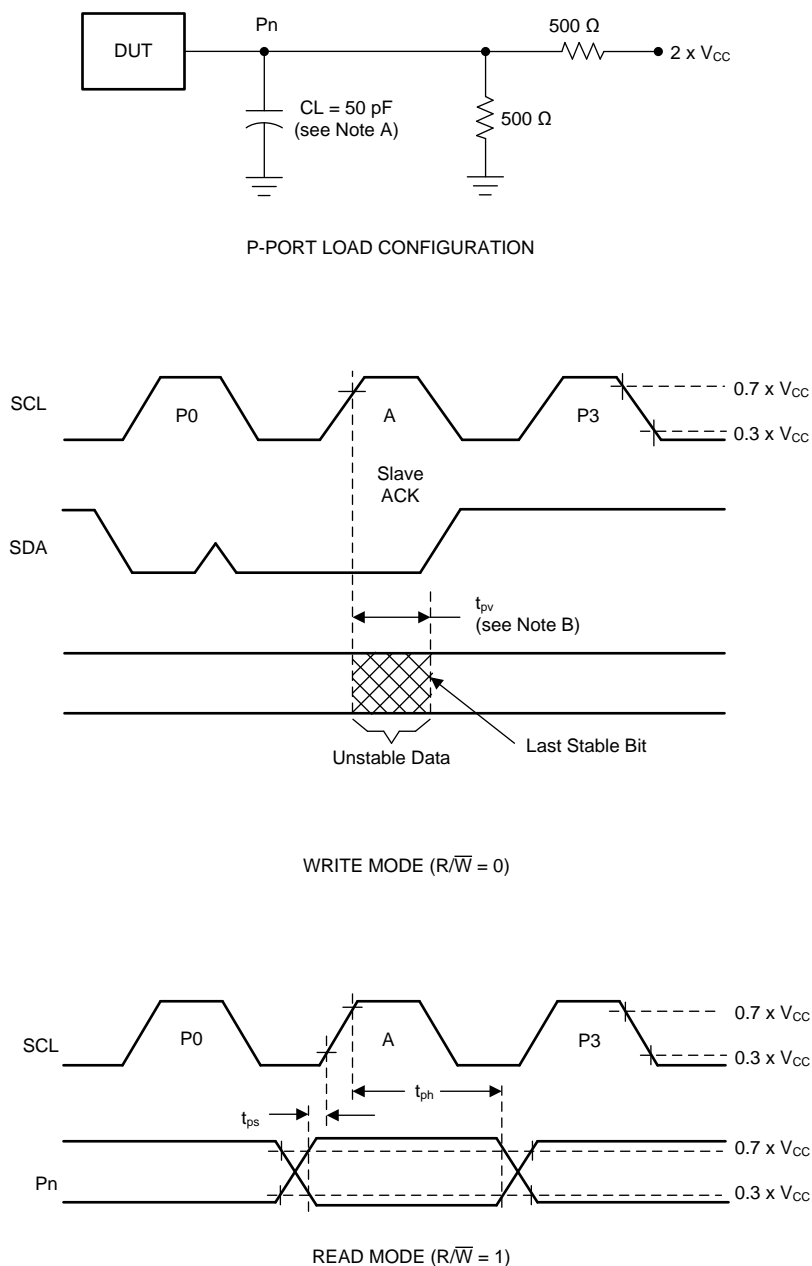 Pn
500 Ω
DUT
2 x VCC
CL = 50 pF
(see Note A)
500 Ω
P-PORT LOAD CONFIGURATION
SCL
P0
A
P3
0.7 x VCC
0.3 x VCC
Slave
ACK
SDA
tpv
(see Note B)
Unstable Data
Last Stable Bit
WRITE MODE (R/W̅ = 0)
SCL
P0
A
P3
0.7 x VCC
0.3 x VCC
tps
tph
Pn
0.7 x VCC
0.3 x VCC
READ MODE (R/W̅ = 1)